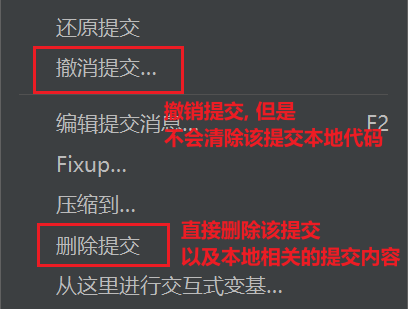 还原提交
撤消提交...
撤销提交, 但是
不会清除该提交本地代码
编辑提交消息... F2
Fixup...
压缩到...
直接删除该提交
删除提交
以及本地相关的提交内容
从这里进行交互式变基...